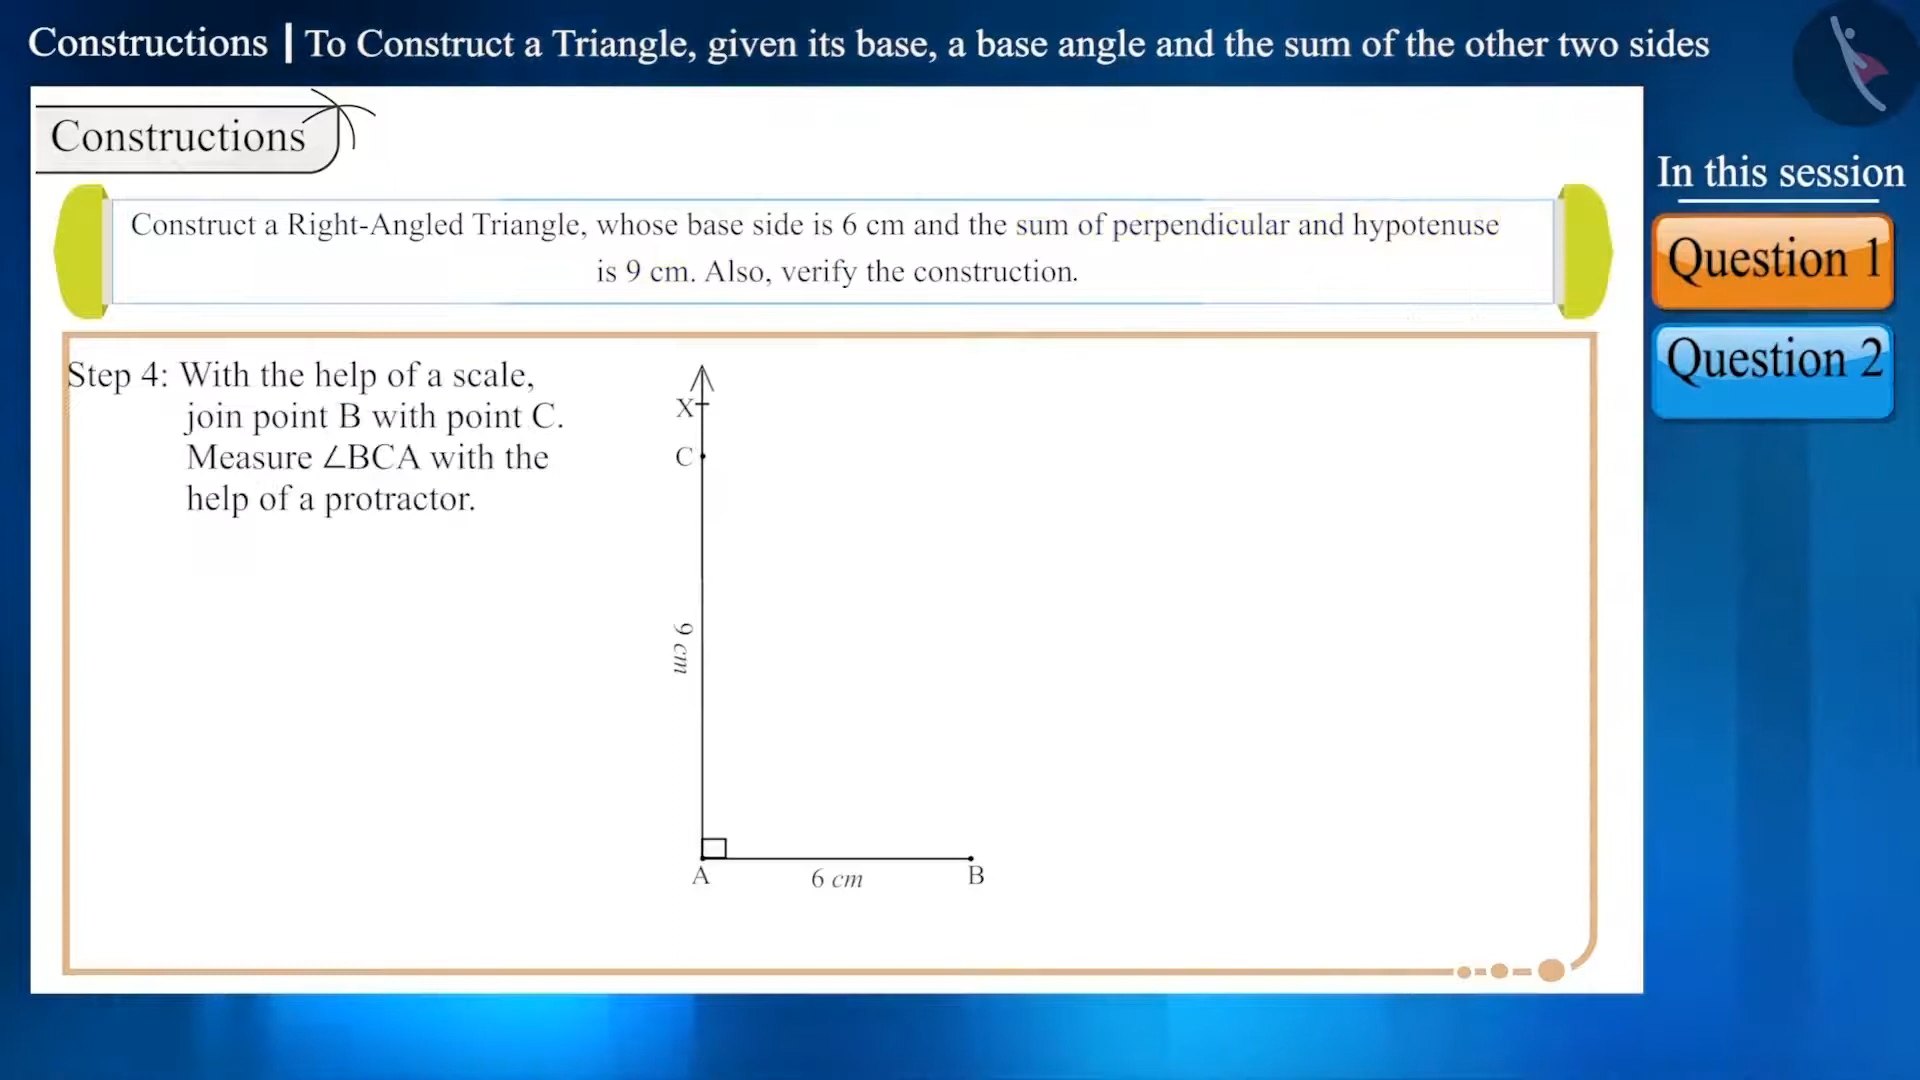 Constructions | To Construct a Triangle, given its base, a base angle and the sum of the other two sides
Constructions
In this session
Construct a Right-Angled Triangle, whose base side is 6 cm and the sum of perpendicular and hypotenuse
is 9 cm. Also, verify the construction.
Question 1
Question 2
Step 4: With the help of a scale,
join point B with point C.
Measure ∠BCA with the
help of a protractor.
X
C
9 cm
A
6 cm
B